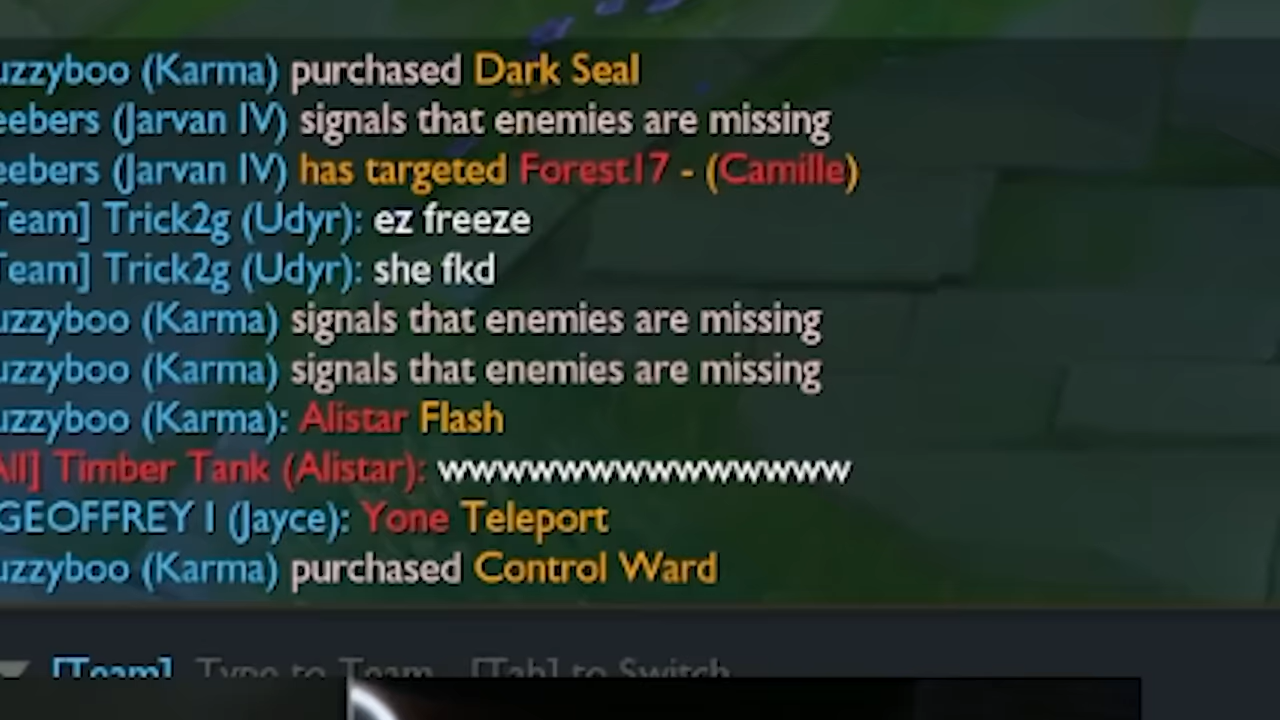 uzzyboo (Karma) purchased Dark Seal
eebers (Jarvan IV) signals that enemies are missing
eebers (Jarvan IV) has targeted Forest17 - (Camille)
Team] Trick2g (Udyr): ez freeze
Team] Trick2g (Udyr): she fkd
uzzyboo (Karma) signals that enemies are missing
uzzyboo (Karma) signals that enemies are missing
uzzyboo (Karma): Alistar Flash
All] Timber Tank (Alistar): wwwwwwwwwwwwww
GEOFFREY I (Jayce): Yone Teleport
uzzyboo (Karma) purchased Control Ward
[Team] Type to Team - [Tab] to Switch